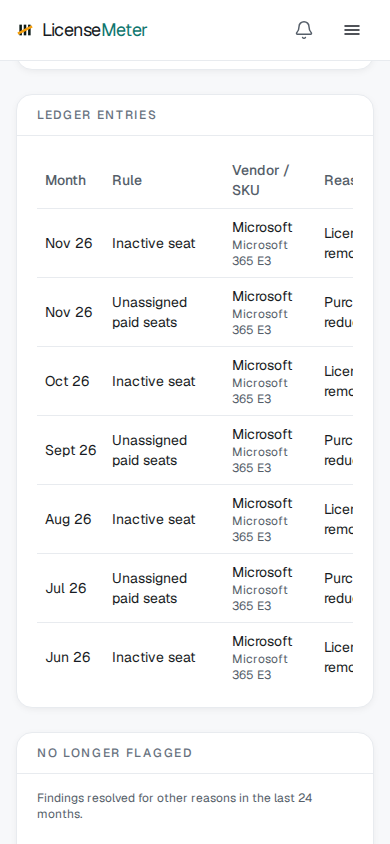 LicenseMeter
LEDGER ENTRIES
Month Rule Vendor / SKU
Nov 26 Inactive seat Microsoft
Microsoft
365 E3
Nov 26 Unassigned paid seats Microsoft
Microsoft
365 E3
Oct 26 Inactive seat Microsoft
Microsoft
365 E3
Sept 26 Unassigned paid seats Microsoft
Microsoft
365 E3
Aug 26 Inactive seat Microsoft
Microsoft
365 E3
Jul 26 Unassigned paid seats Microsoft
Microsoft
365 E3
Jun 26 Inactive seat Microsoft
Microsoft
365 E3
NO LONGER FLAGGED
Findings resolved for other reasons in the last 24
months.